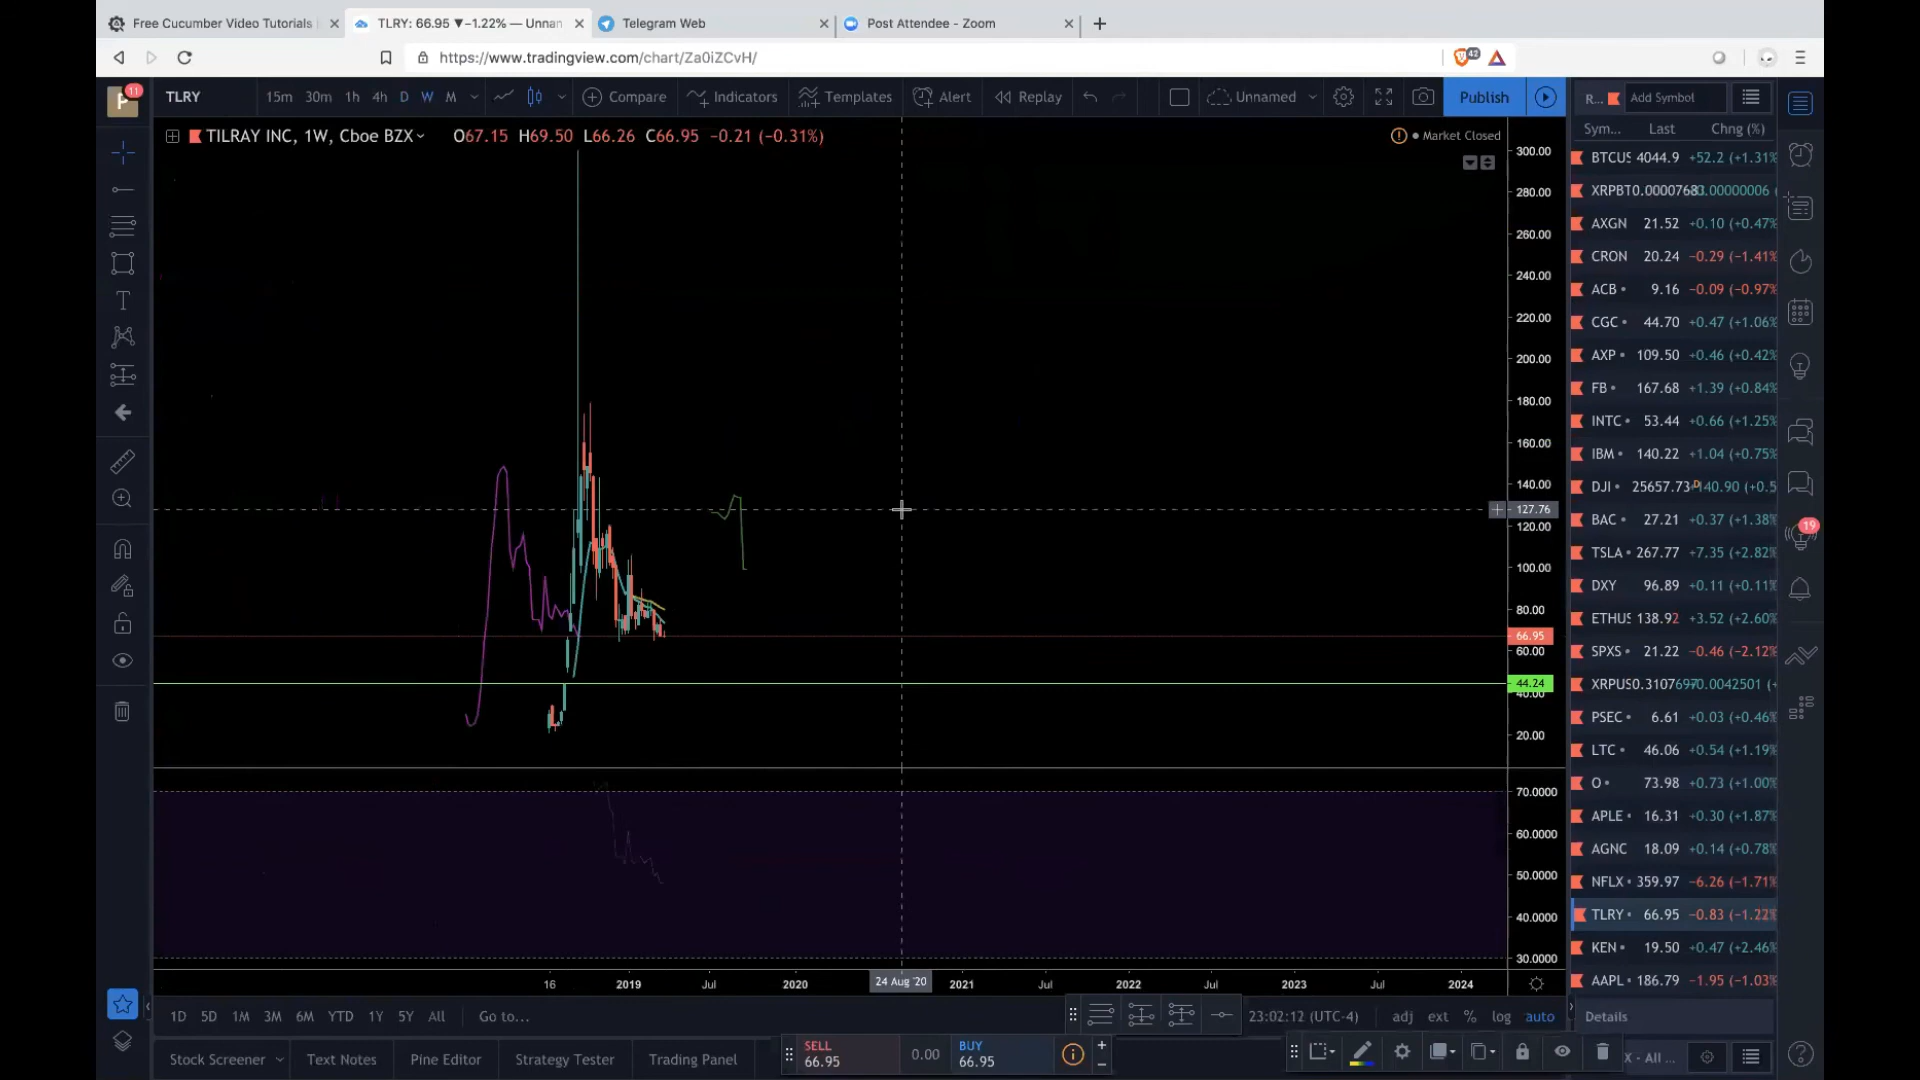 Free Cucumber Video Tutorials
TLRY: 66.95 ▼−1.22% — Unnan
Telegram Web
Post Attendee - Zoom
https://www.tradingview.com/chart/Za0iZCvH/
42
11
TLRY
15m 30m 1h 4h D W M
Compare
Indicators
Templates
Alert
Replay
Unnamed
Publish
R...
Add Symbol
TILRAY INC, 1W, Cboe BZX
O67.15 H69.50 L66.26 C66.95 −0.21 (−0.31%)
Market Closed
Sym... Last Chng (%)
BTCUS 4044.9 +52.2 (+1.31%
AXGN 21.52 +0.10 (+0.47%
CRON 20.24 −0.29 (−1.41%
ACB 9.16 −0.09 (−0.97%
CGC 44.70 +0.47 (+1.06%
AXP 109.50 +0.46 (+0.42%
FB 167.68 +1.39 (+0.84%
INTC 53.44 +0.66 (+1.25%
IBM 140.22 +1.04 (+0.75%
DJI 25657.73
BAC 27.21 +0.37 (+1.38%
TSLA 267.77 +7.35 (+2.82%
DXY 96.89 +0.11 (+0.11%
ETHUS 138.92 +3.52 (+2.60%
SPXS 21.22 −0.46 (−2.12%
PSEC 6.61 +0.03 (+0.46%
LTC 46.06 +0.54 (+1.19%
O 73.98 +0.73 (+1.00%
APLE 16.31 +0.30 (+1.87%
AGNC 18.09 +0.14 (+0.78%
NFLX 359.97 −6.26 (−1.71%
TLRY 66.95 −0.83 (−1.22%
KEN 19.50 +0.47 (+2.46%
AAPL 186.79 −1.95 (−1.03%
19
300.00
280.00
260.00
240.00
220.00
200.00
180.00
160.00
140.00
127.76
120.00
100.00
80.00
66.95
60.00
44.24
40.00
20.00
70.0000
60.0000
50.0000
40.0000
30.0000
16 2019 Jul 2020 24 Aug '20 2021 Jul 2022 Jul 2023 Jul 2024
1D 5D 1M 3M 6M YTD 1Y 5Y All Go to...
23:02:12 (UTC-4) adj ext % log auto
Details
Stock Screener
Text Notes
Pine Editor
Strategy Tester
Trading Panel
SELL
66.95
0.00
BUY
66.95
X - All ...